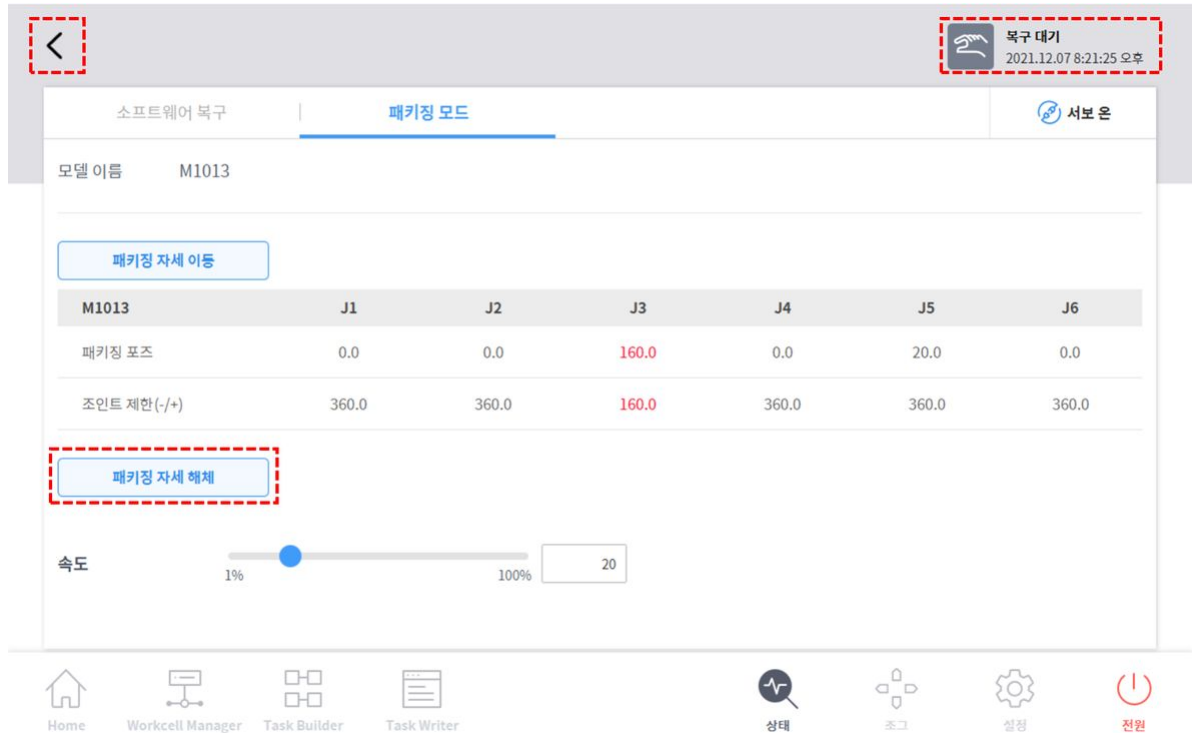 복구 대기
2021.12.07 8:21:25 오후
소프트웨어 복구 | 패키징 모드 서보 온
모델 이름 M1013
패키징 자세 이동
M1013 J1 J2 J3 J4 J5 J6
패키징 포즈 0.0 0.0 160.0 0.0 20.0 0.0
조인트 제한(-/+) 360.0 360.0 160.0 360.0 360.0 360.0
패키징 자세 해체
속도 1% 100% 20
Home Workcell Manager Task Builder Task Writer 상태 조그 설정 전원